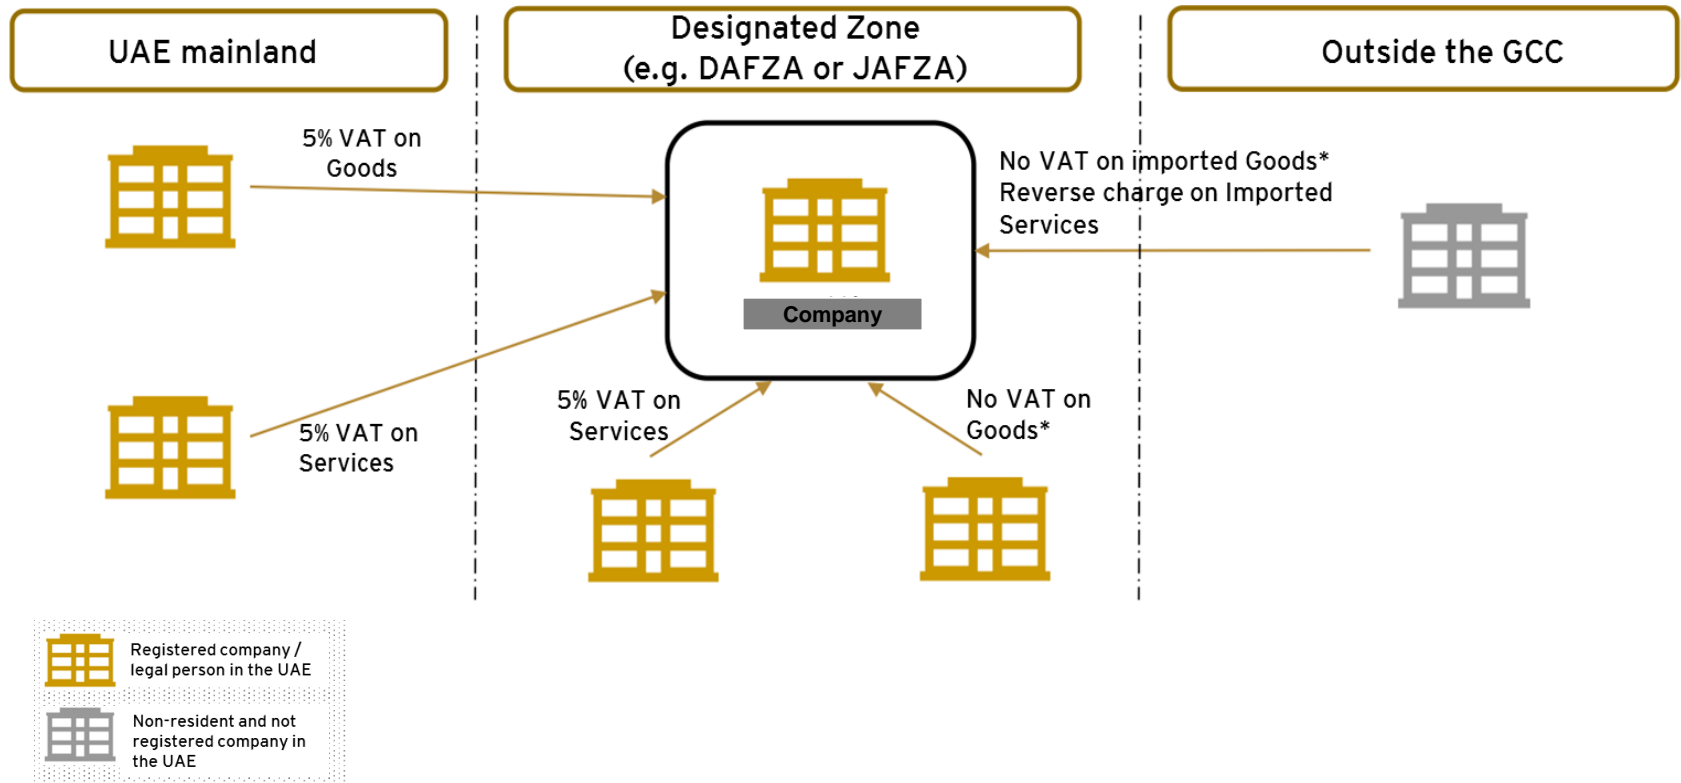 UAE mainland
Designated Zone
(e.g. DAFZA or JAFZA)
Outside the GCC
5% VAT on
Goods
No VAT on imported Goods*
Reverse charge on Imported
Services
Company
5% VAT on
Services
5% VAT on
Services
No VAT on
Goods*
Registered company /
legal person in the UAE
Non-resident and not
registered company in
the UAE